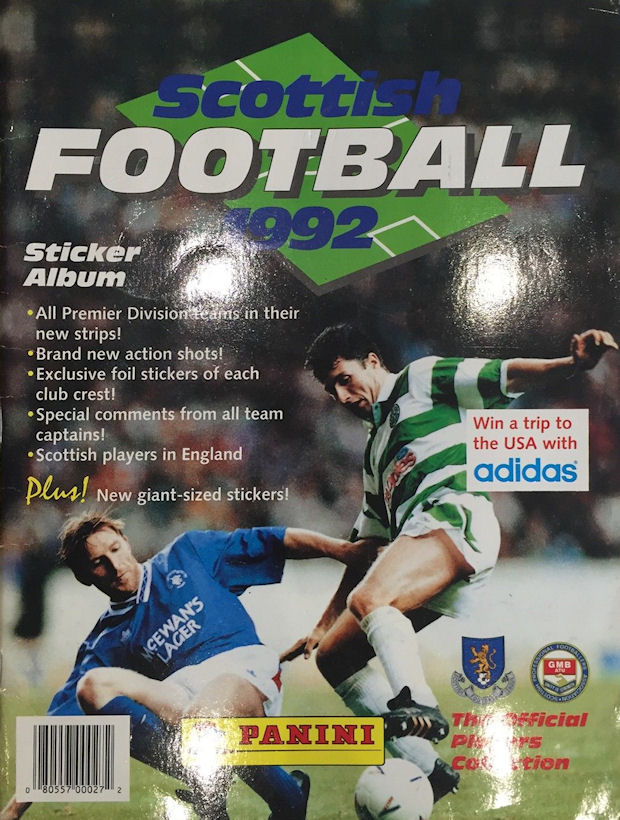 Scottish
FOOTBALL
1992
Sticker
Album
•All Premier Division teams in their
new strips!
•Brand new action shots!
•Exclusive foil stickers of each
club crest!
•Special comments from all team
captains!
•Scottish players in England
Plus! New giant-sized stickers!
Win a trip to
the USA with
adidas
McEWAN'S
LAGER
GMB
ATU
PANINI
The Official
Players
Collection
0 80557 00027 2